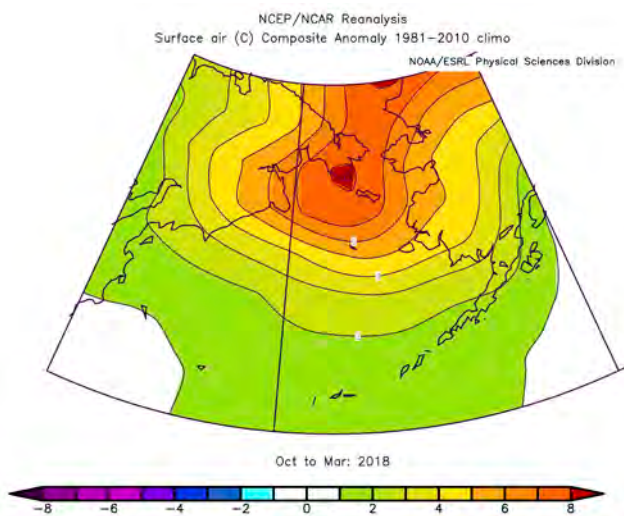 NCEP/NCAR Reanalysis
Surface air (C) Composite Anomaly 1981-2010 climo
NOAA/ESRL Physical Sciences Division
Oct to Mar: 2018
-8 -6 -4 -2 0 2 4 6 8